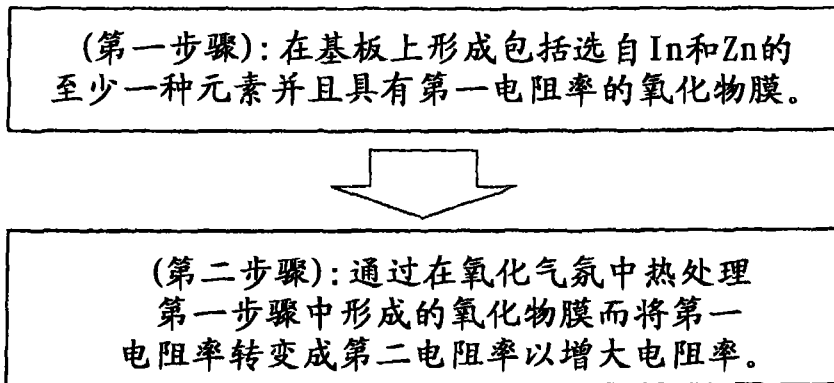 (第一步骤):在基板上形成包括选自In和Zn的
至少一种元素并且具有第一电阻率的氧化物膜。
(第二步骤):通过在氧化气氛中热处理
第一步骤中形成的氧化物膜而将第一
电阻率转变成第二电阻率以增大电阻率。